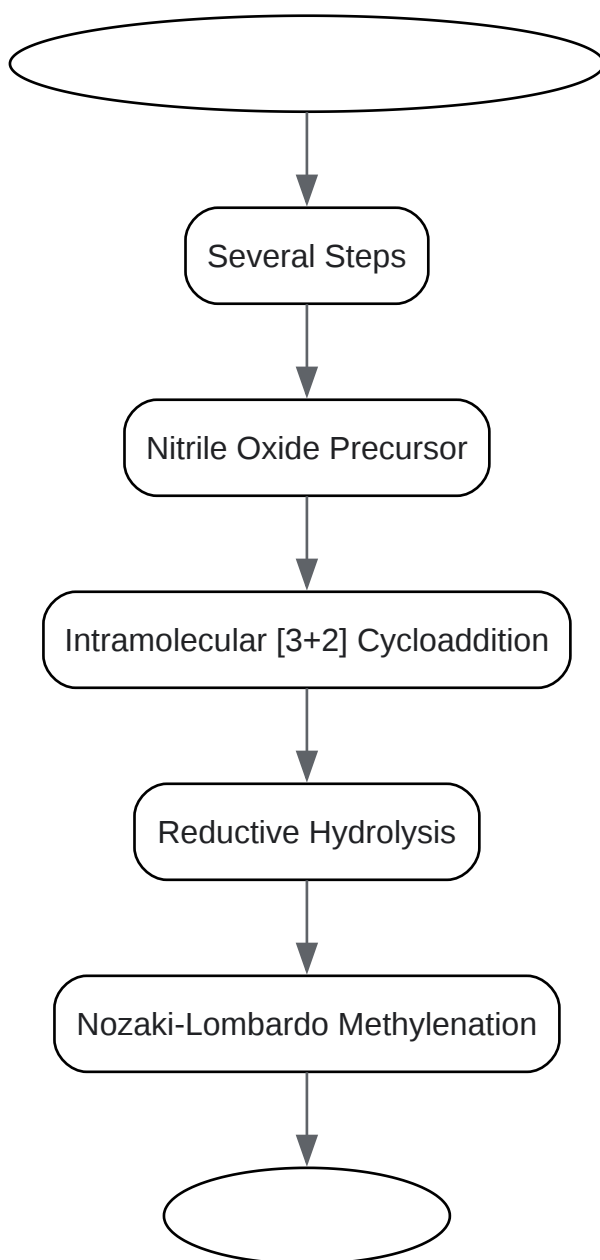 Several Steps
Nitrile Oxide Precursor
Intramolecular [3+2] Cycloaddition
Reductive Hydrolysis
Nozaki-Lombardo Methylenation